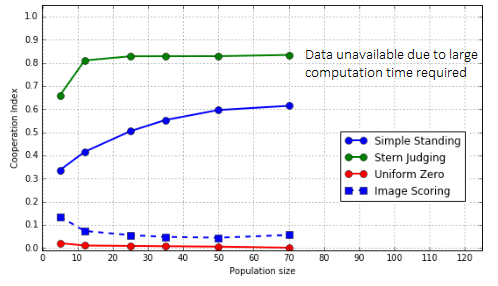 1.0
0.9
0.8
0.7
0.6
0.5
0.4
0.3
0.2
0.1
0.0
Cooperation Index
Data unavailable due to large
computation time required
Simple Standing
Stern Judging
Uniform Zero
Image Scoring
0 10 20 30 40 50 60 70 80 90 100 110 120
Population size